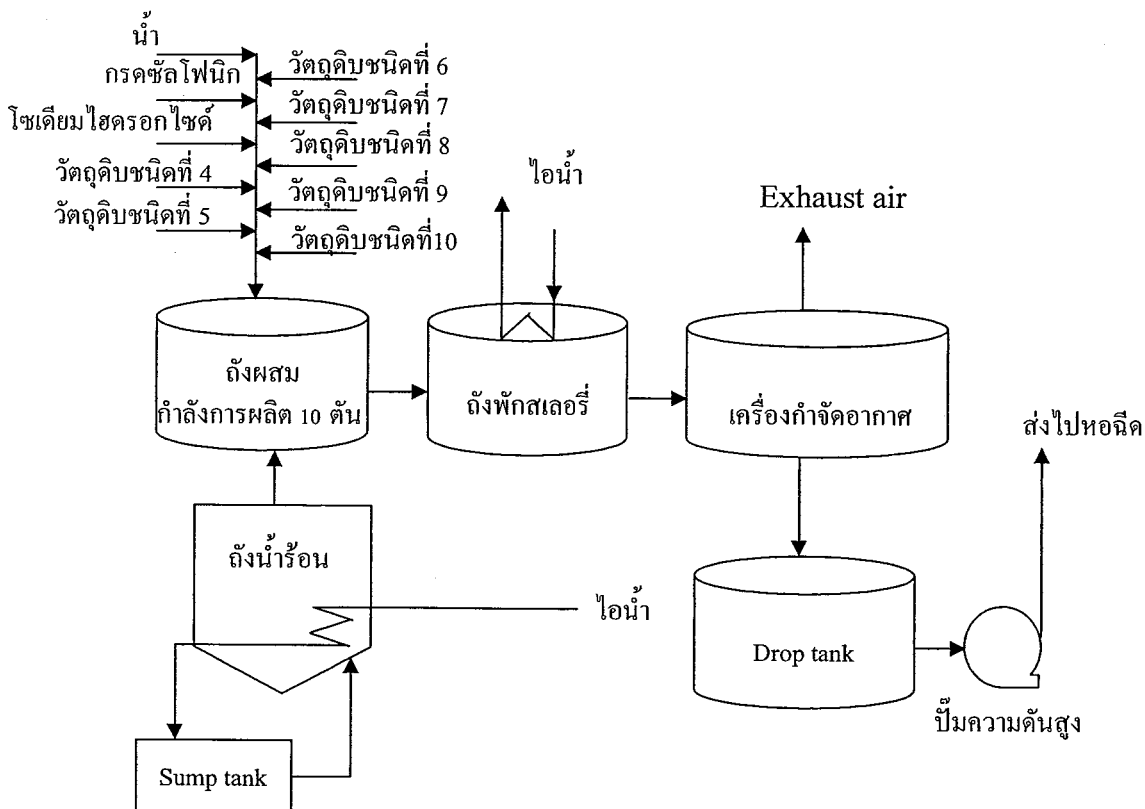 น้ำ
กรดซัลโฟนิก
โซเดียมไฮดรอกไซด์
วัตถุดิบชนิดที่ 4
วัตถุดิบชนิดที่ 5
วัตถุดิบชนิดที่ 6
วัตถุดิบชนิดที่ 7
วัตถุดิบชนิดที่ 8
วัตถุดิบชนิดที่ 9
วัตถุดิบชนิดที่10
ไอน้ำ
Exhaust air
ถังผสม
กำลังการผลิต 10 ตัน
ถังพักสเลอรี่
เครื่องกำจัดอากาศ
ส่งไปหอฉีด
ถังน้ำร้อน
ไอน้ำ
Drop tank
ปั๊มความดันสูง
Sump tank